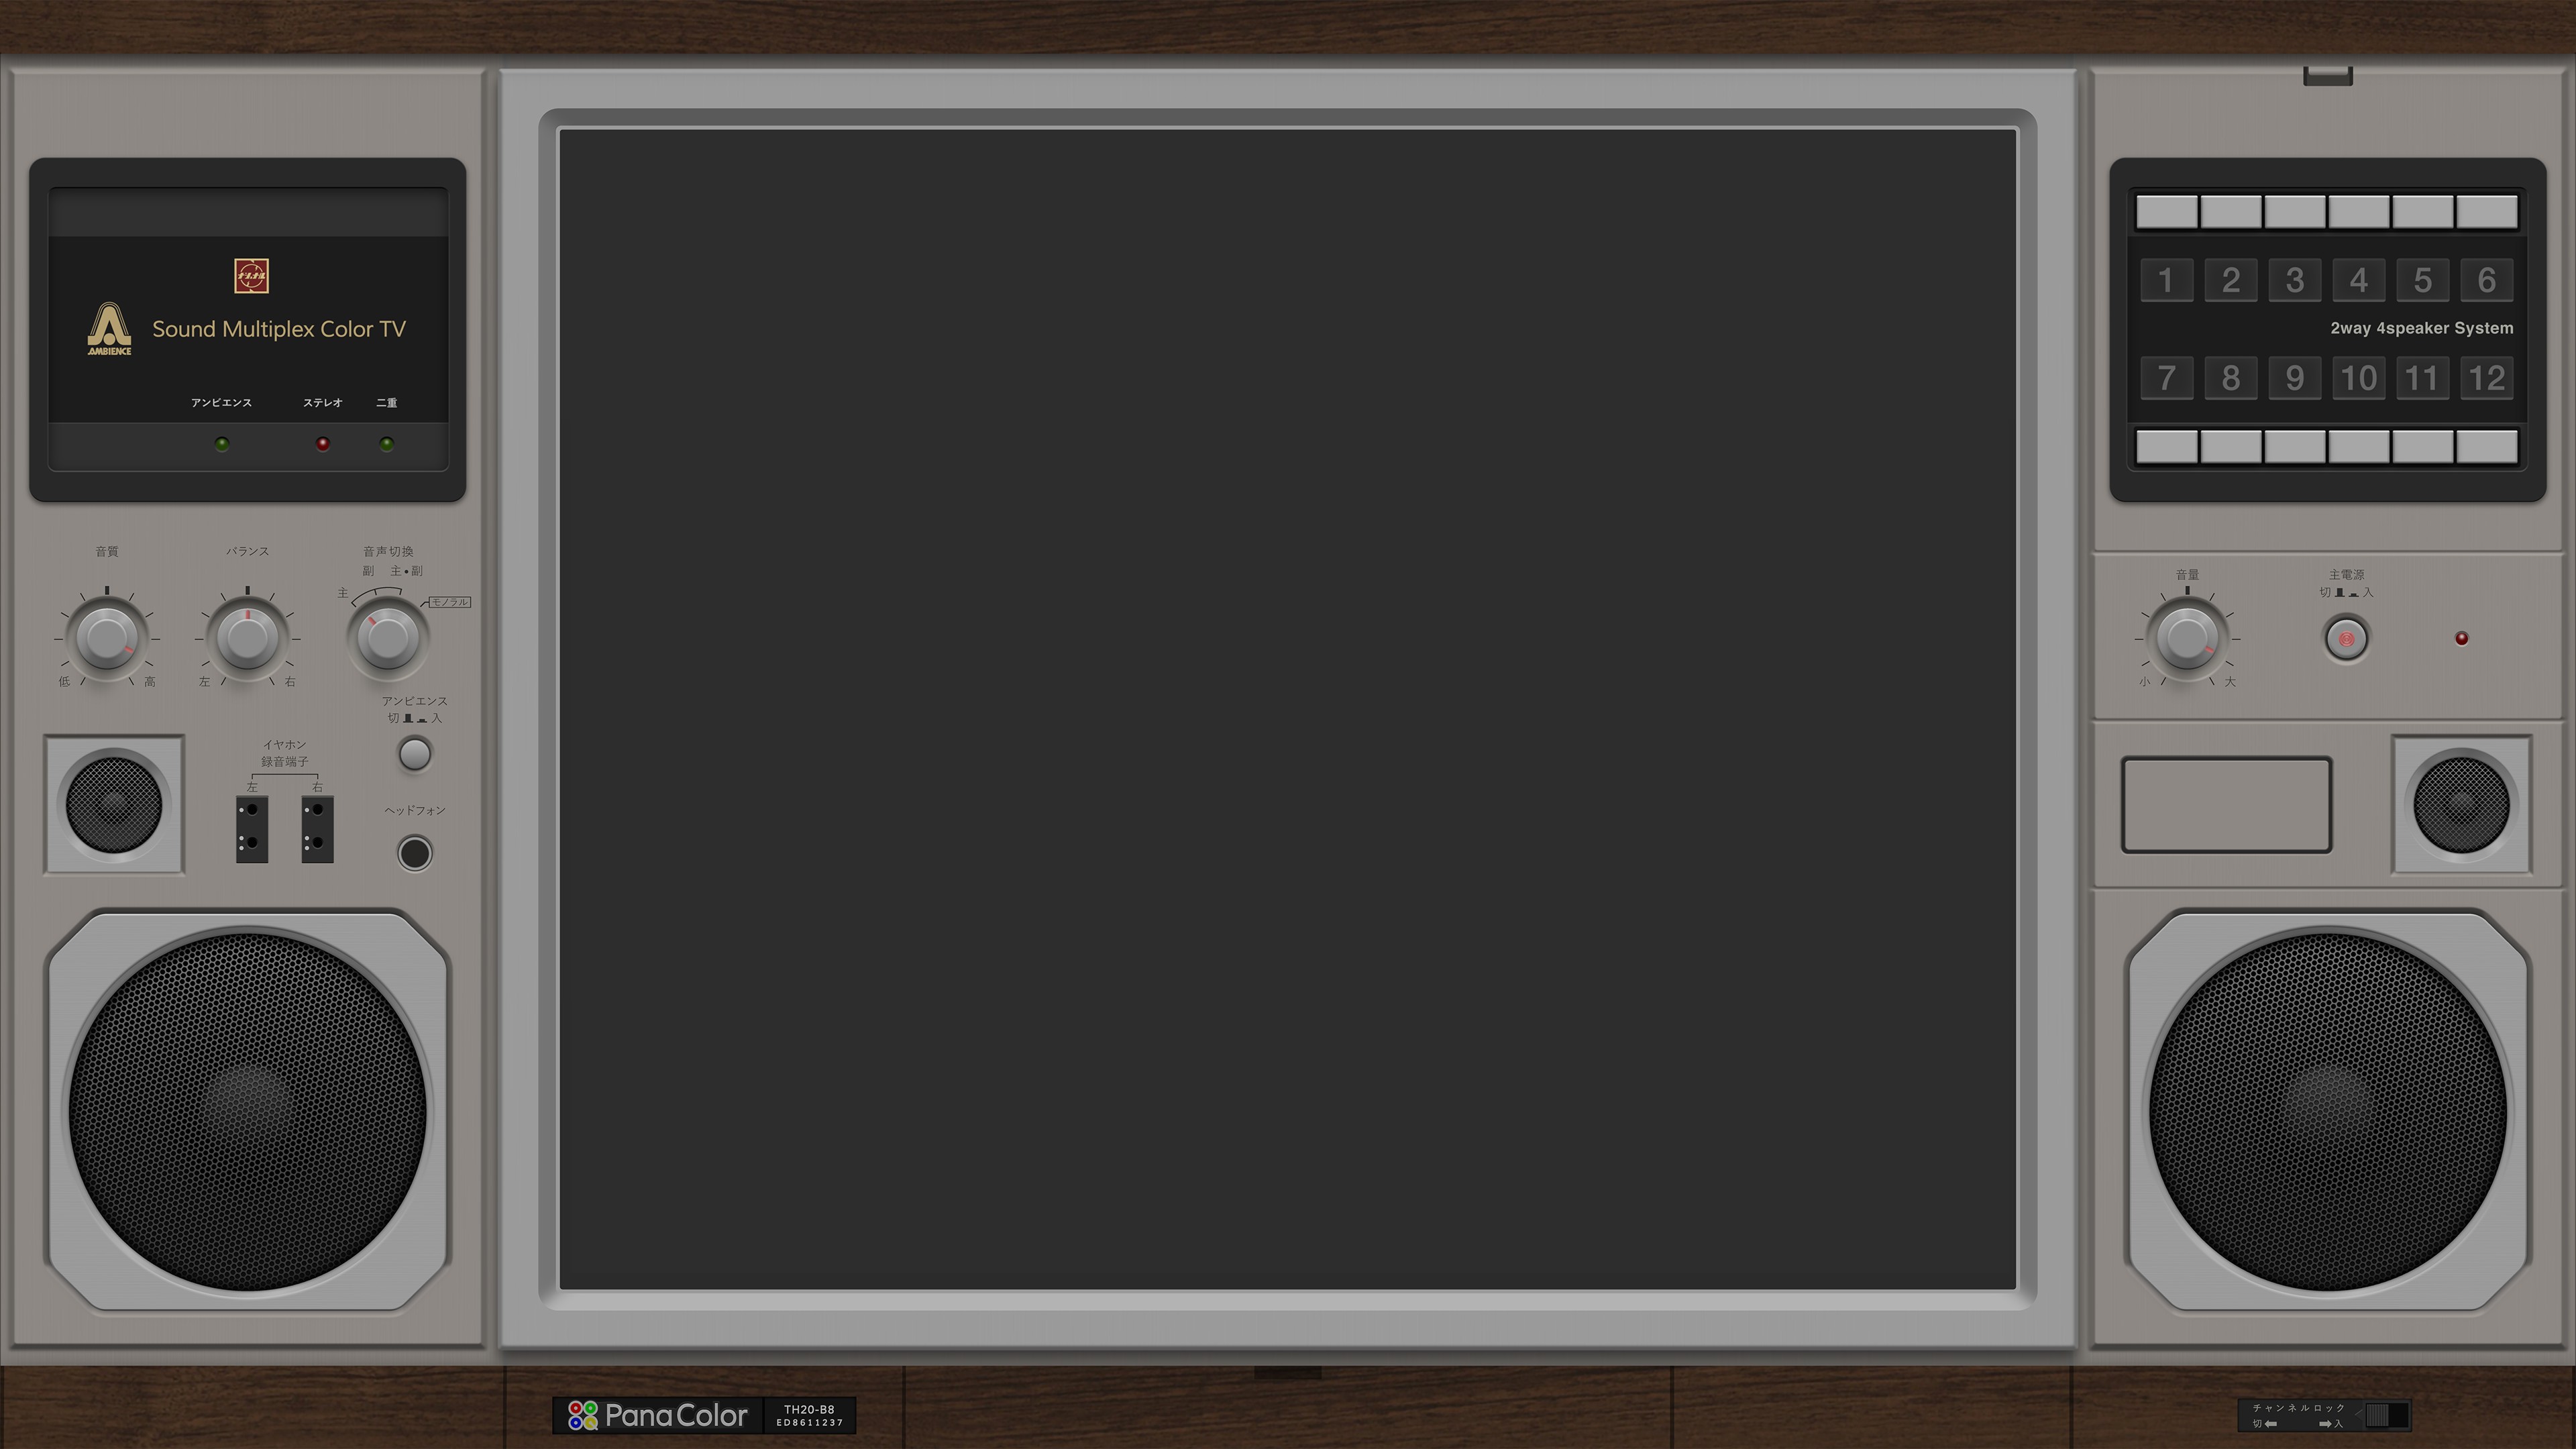 ナショナル
AMBIENCE
Sound Multiplex Color TV
アンビエンス ステレオ 二重
音質
低 高
バランス
左 右
音声切換
主 副 主•副
モノラル
アンビエンス
切 入
イヤホン
録音端子
左 右
ヘッドフォン
1 2 3 4 5 6
2way 4speaker System
7 8 9 10 11 12
音量
小 大
主電源
切 入
PanaColor
TH20-B8
ED8611237
チャンネルロック
切 入